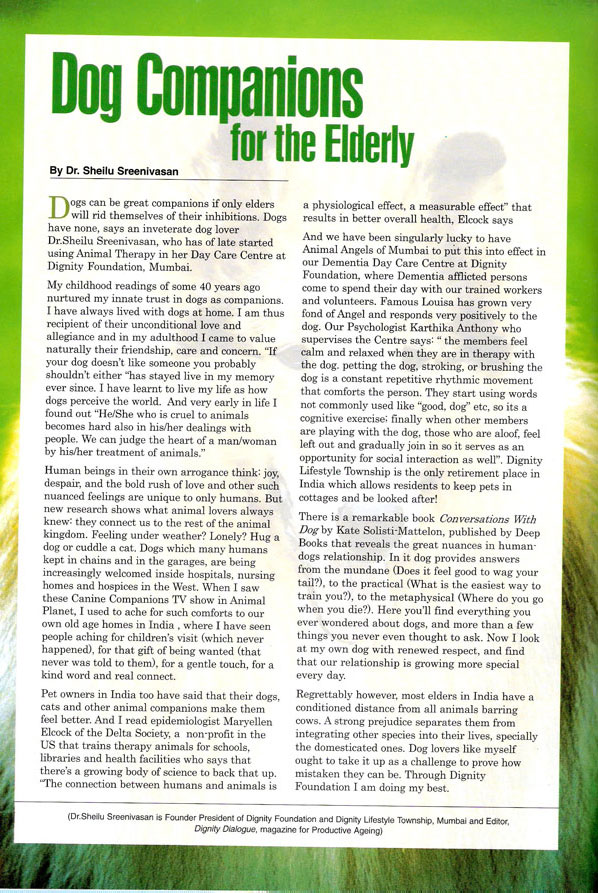 Dog Companions
for the Elderly
By Dr. Sheilu Sreenivasan
Dogs can be great companions if only elders
will rid themselves of their inhibitions. Dogs
have none, says an inveterate dog lover
Dr.Sheilu Sreenivasan, who has of late started
using Animal Therapy in her Day Care Centre at
Dignity Foundation, Mumbai.
My childhood readings of some 40 years ago
nurtured my innate trust in dogs as companions.
I have always lived with dogs at home. I am thus
recipient of their unconditional love and
allegiance and in my adulthood I came to value
naturally their friendship, care and concern. "If
your dog doesn't like someone you probably
shouldn't either "has stayed live in my memory
ever since. I have learnt to live my life as how
dogs perceive the world. And very early in life I
found out "He/She who is cruel to animals
becomes hard also in his/her dealings with
people. We can judge the heart of a man/woman
by his/her treatment of animals."
Human beings in their own arrogance think: joy,
despair, and the bold rush of love and other such
nuanced feelings are unique to only humans. But
new research shows what animal lovers always
knew: they connect us to the rest of the animal
kingdom. Feeling under weather? Lonely? Hug a
dog or cuddle a cat. Dogs which many humans
kept in chains and in the garages, are being
increasingly welcomed inside hospitals, nursing
homes and hospices in the West. When I saw
these Canine Companions TV show in Animal
Planet, I used to ache for such comforts to our
own old age homes in India , where I have seen
people aching for children's visit (which never
happened), for that gift of being wanted (that
never was told to them), for a gentle touch, for a
kind word and real connect.
Pet owners in India too have said that their dogs,
cats and other animal companions make them
feel better. And I read epidemiologist Maryellen
Elcock of the Delta Society, a non-profit in the
US that trains therapy animals for schools,
libraries and health facilities who says that
there's a growing body of science to back that up.
"The connection between humans and animals is
a physiological effect, a measurable effect" that
results in better overall health, Elcock says
And we have been singularly lucky to have
Animal Angels of Mumbai to put this into effect in
our Dementia Day Care Centre at Dignity
Foundation, where Dementia afflicted persons
come to spend their day with our trained workers
and volunteers. Famous Louisa has grown very
fond of Angel and responds very positively to the
dog. Our Psychologist Karthika Anthony who
supervises the Centre says: " the members feel
calm and relaxed when they are in therapy with
the dog. petting the dog, stroking, or brushing the
dog is a constant repetitive rhythmic movement
that comforts the person. They start using words
not commonly used like "good, dog" etc, so its a
cognitive exercise; finally when other members
are playing with the dog, those who are aloof, feel
left out and gradually join in so it serves as an
opportunity for social interaction as well". Dignity
Lifestyle Township is the only retirement place in
India which allows residents to keep pets in
cottages and be looked after!
There is a remarkable book Conversations With
Dog by Kate Solisti-Mattelon, published by Deep
Books that reveals the great nuances in human-
dogs relationship. In it dog provides answers
from the mundane (Does it feel good to wag your
tail?), to the practical (What is the easiest way to
train you?), to the metaphysical (Where do you go
when you die?). Here you'll find everything you
ever wondered about dogs, and more than a few
things you never even thought to ask. Now I look
at my own dog with renewed respect, and find
that our relationship is growing more special
every day.
Regrettably however, most elders in India have a
conditioned distance from all animals barring
cows. A strong prejudice separates them from
integrating other species into their lives, specially
the domesticated ones. Dog lovers like myself
ought to take it up as a challenge to prove how
mistaken they can be. Through Dignity
Foundation I am doing my best.
(Dr.Sheilu Sreenivasan is Founder President of Dignity Foundation and Dignity Lifestyle Township, Mumbai and Editor,
Dignity Dialogue, magazine for Productive Ageing)